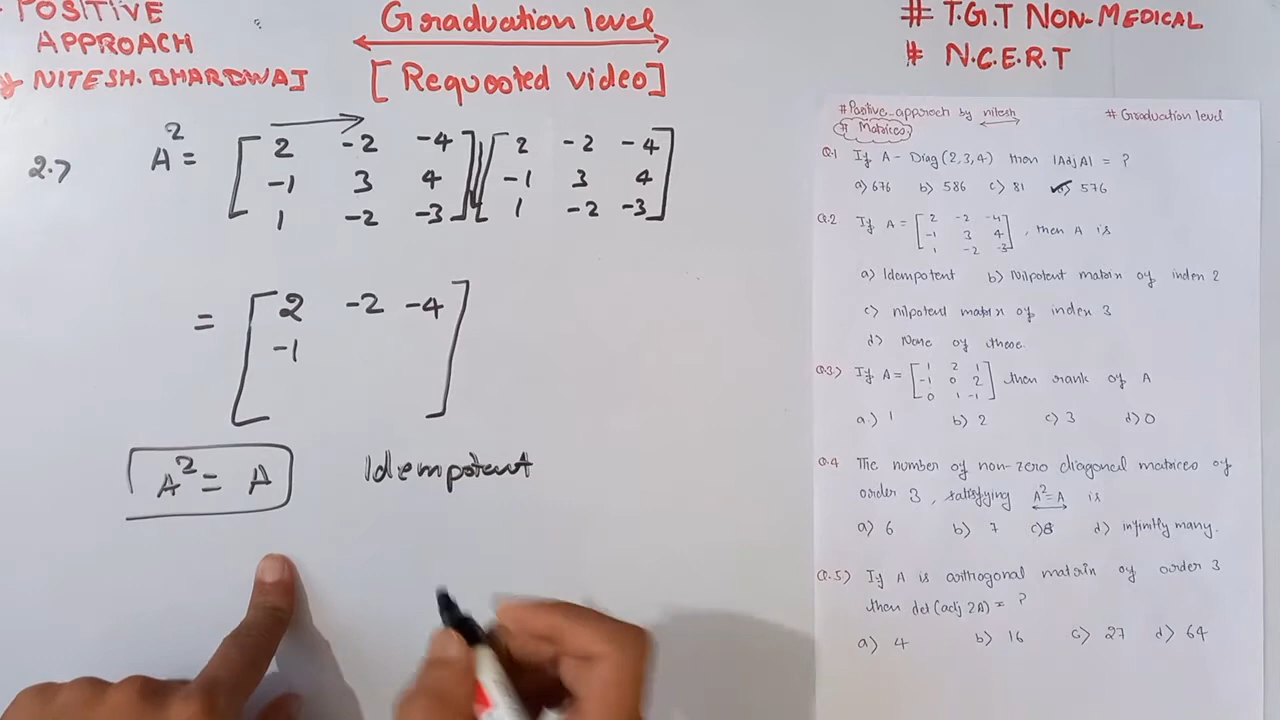 POSITIVE
APPROACH
NITESH. BHARDWAJ
Graduation level
[Requested video]
# T.G.T NON-MEDICAL
# N.C.E.R.T
2.7
A² = [ 2 -2 -4 ] [ 2 -2 -4 ]
-1 3 4 -1 3 4
1 -2 -3 1 -2 -3
= [ 2 -2 -4 ]
-1
A² = A
Idempotent
# Positive approach by nitesh # Graduation level
# Matrices
Q.1 If A - Diag (2,3,4) then |AdjA| = ?
a) 676 b) 586 c) 81 576
Q.2 If A = [ 2 -2 -4 ] , then A is
-1 3 4
1 -2 -3
a) Idempotent b) Nilpotent matrix of index 2
c) nilpotent matrix of index 3
d) None of these.
Q.3) If A = [ 1 2 1 ] then rank of A
-1 0 2
0 1 -1
a.) 1 b) 2 c) 3 d) 0
Q.4 The number of non-zero diagonal matrices of
order 3, satisfying A²=A is
a) 6 b) 7 c) 8 d) infinitly many.
Q.5) If A is orthogonal matrix of order 3
then det (adj 2A) = ?
a) 4 b) 16 c) 27 d) 64